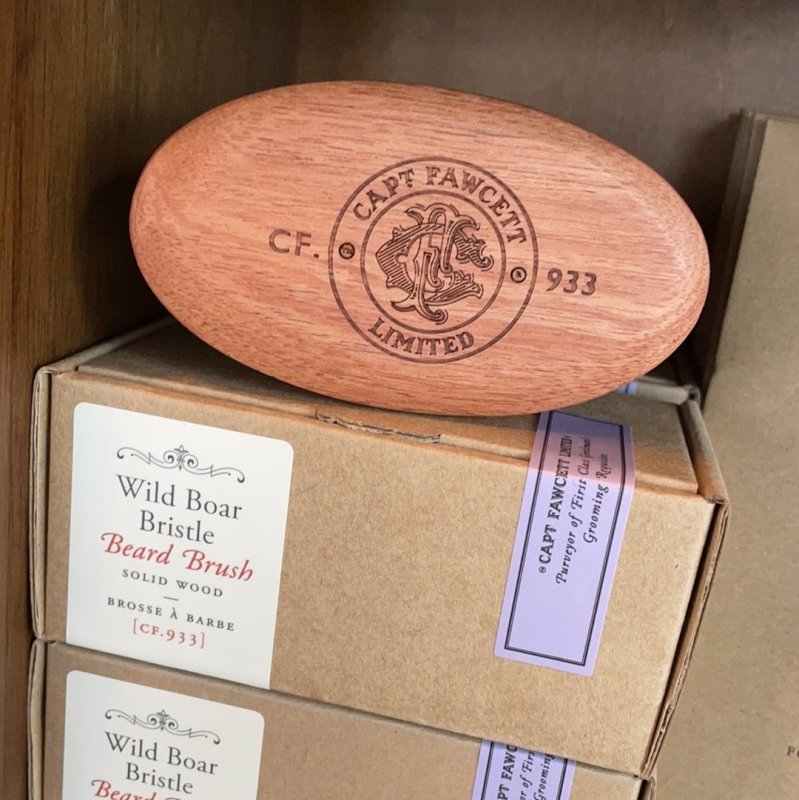 CAPT FAWCETT
CF.
933
LIMITED
Wild Boar
Bristle
Beard Brush
SOLID WOOD
—
BROSSE À BARBE
[CF.933]
CAPT FAWCETT LIMITED
Purveyor of First Class
Grooming Requisites
Wild Boar
Bristle
Beard